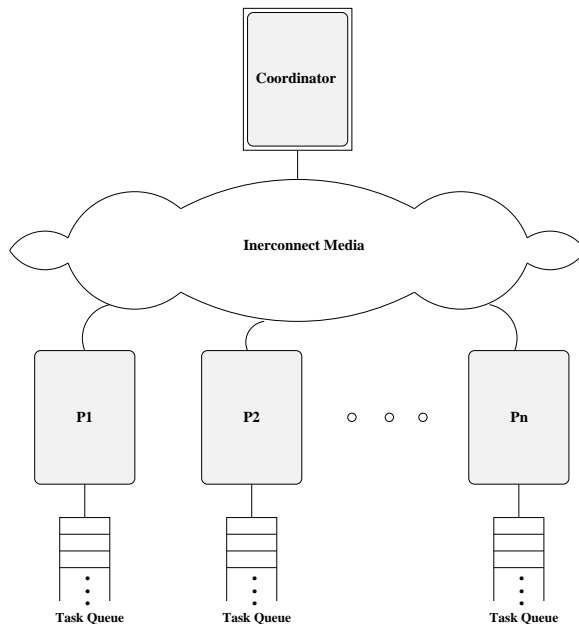 Coordinator
Inerconnect Media
P1
P2
Pn
Task Queue
Task Queue
Task Queue